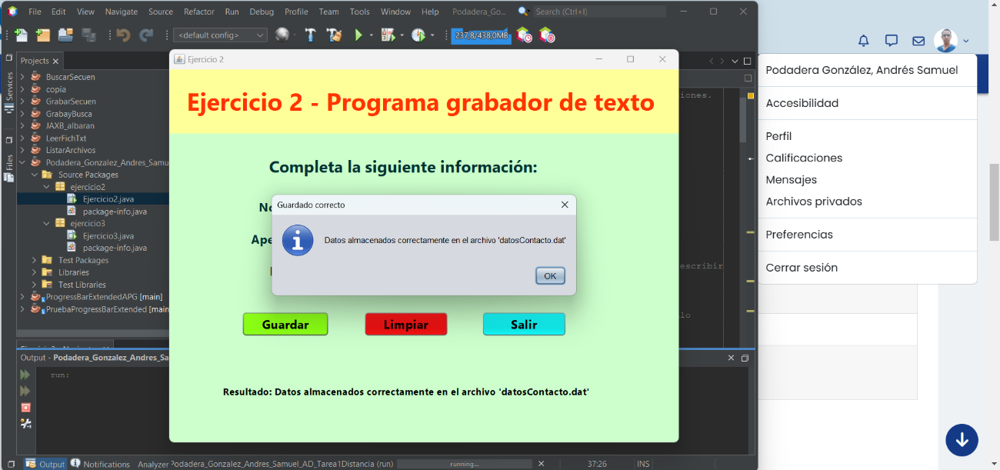 File Edit View Navigate Source Refactor Run Debug Profile Team Tools Window Help Podadera_Go... Search (Ctrl+I)
<default config> 237,8/438,0MB
Projects
Services
Files
BuscarSecuen
copia
GrabarSecuen
GrabayBusca
JAXB_albaran
LeerFichTxt
ListarArchivos
Podadera_Gonzalez_Andres_Samu
Source Packages
ejercicio2
Ejercicio2.java
package-info.java
ejercicio3
Ejercicio3.java
package-info.java
Test Packages
Libraries
Test Libraries
ProgressBarExtendedAPG [main]
PruebaProgressBarExtended [main
Output - Podadera_Gonzalez_Andres_Sa
run:
iones.
escribir
lo
Ejercicio 2
Ejercicio 2 - Programa grabador de texto
Completa la siguiente información:
No
Ape
Guardado correcto
Datos almacenados correctamente en el archivo 'datosContacto.dat'
OK
Guardar Limpiar Salir
Resultado: Datos almacenados correctamente en el archivo 'datosContacto.dat'
Output Notifications Analyzer Podadera_Gonzalez_Andres_Samuel_AD_Tarea1Distancia (run) running... 37:26 INS
Podadera González, Andrés Samuel
Accesibilidad
Perfil
Calificaciones
Mensajes
Archivos privados
Preferencias
Cerrar sesión